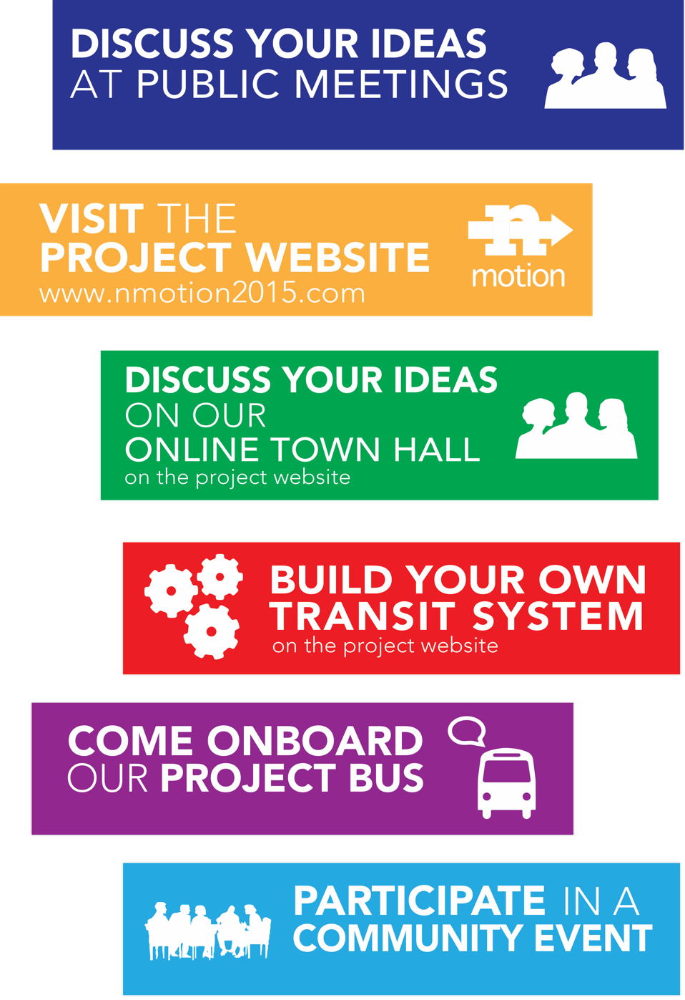 DISCUSS YOUR IDEAS
AT PUBLIC MEETINGS
VISIT THE
PROJECT WEBSITE
www.nmotion2015.com
n
motion
DISCUSS YOUR IDEAS
ON OUR
ONLINE TOWN HALL
on the project website
BUILD YOUR OWN
TRANSIT SYSTEM
on the project website
COME ONBOARD
OUR PROJECT BUS
PARTICIPATE IN A
COMMUNITY EVENT